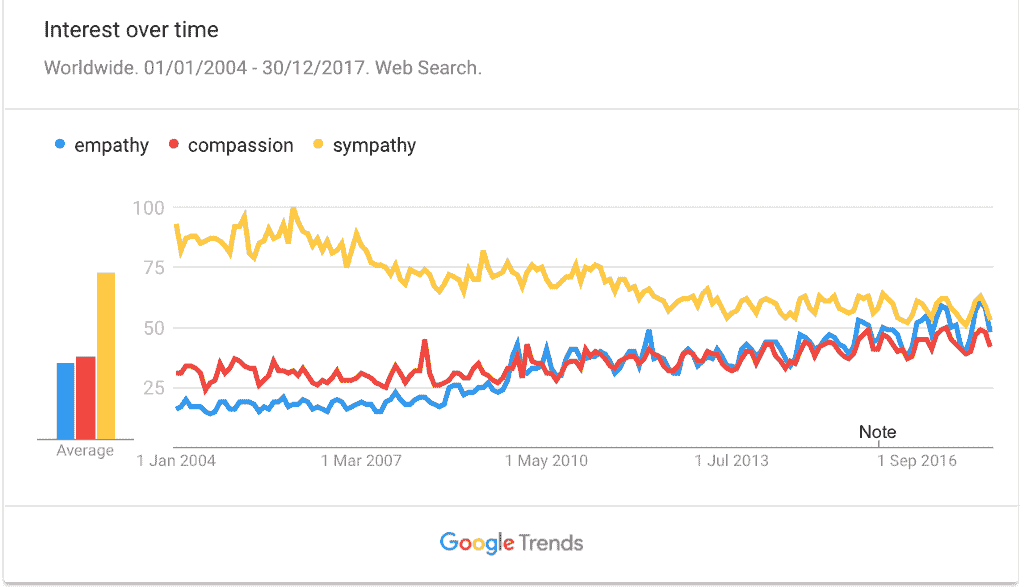 Interest over time
Worldwide. 01/01/2004 - 30/12/2017. Web Search.
empathy compassion sympathy
100
75
50
25
Note
Average
1 Jan 2004 1 Mar 2007 1 May 2010 1 Jul 2013 1 Sep 2016
Google Trends